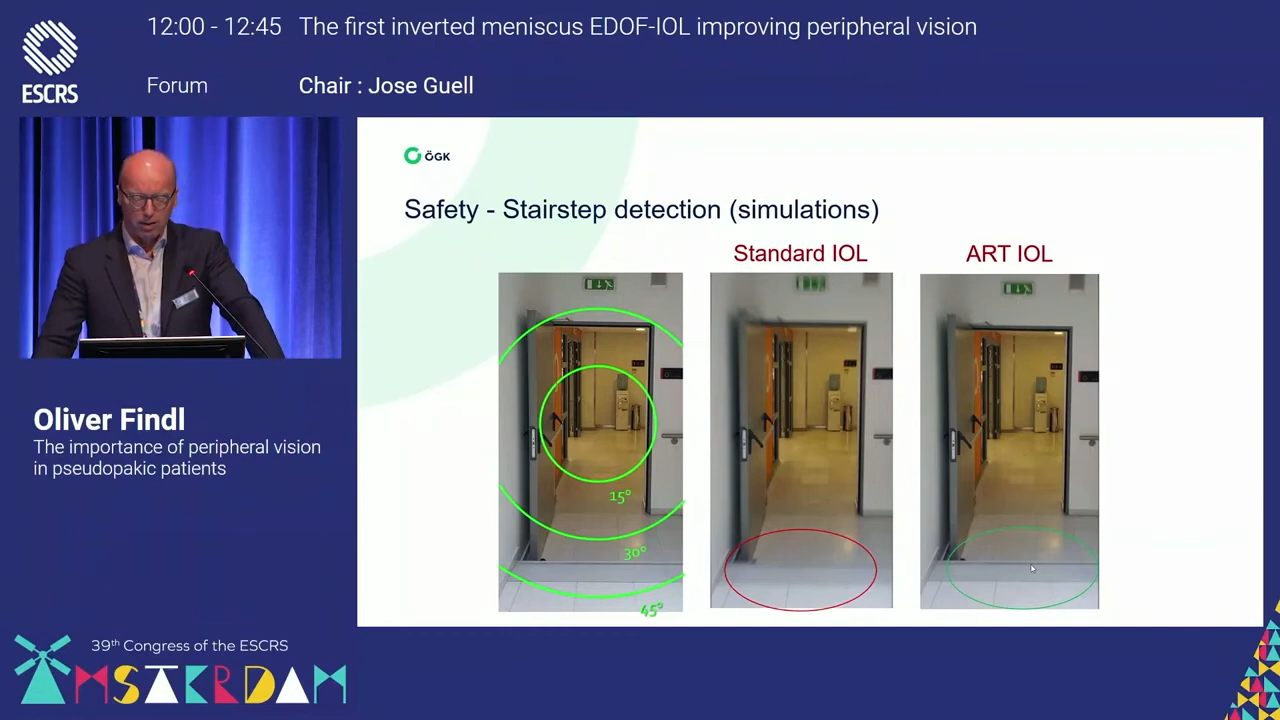 12:00 - 12:45 The first inverted meniscus EDOF-IOL improving peripheral vision
ESCRS
Forum
Chair : Jose Guell
ÖGK
Safety - Stairstep detection (simulations)
Standard IOL
ART IOL
15°
30°
45°
Oliver Findl
The importance of peripheral vision
in pseudopakic patients
39th Congress of the ESCRS
AMSTERDAM